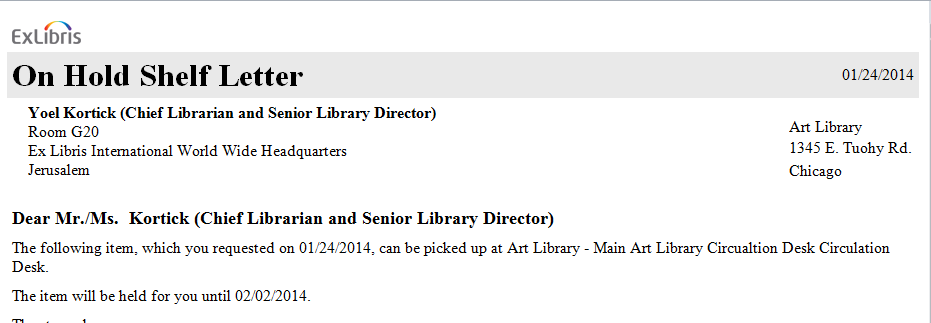 ExLibris
On Hold Shelf Letter
01/24/2014
Yoel Kortick (Chief Librarian and Senior Library Director)
Room G20
Ex Libris International World Wide Headquarters
Jerusalem
Art Library
1345 E. Tuohy Rd.
Chicago
Dear Mr./Ms.  Kortick (Chief Librarian and Senior Library Director)
The following item, which you requested on 01/24/2014, can be picked up at Art Library - Main Art Library Circualtion Desk Circulation
Desk.
The item will be held for you until 02/02/2014.